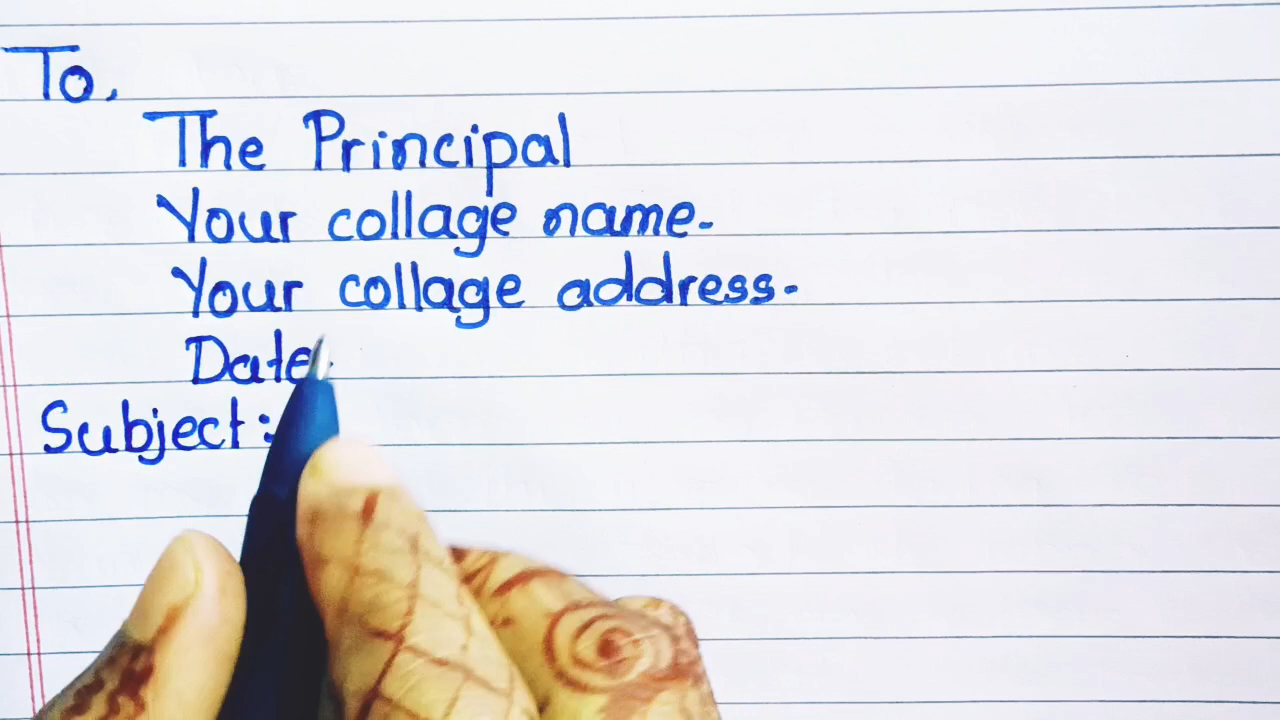 To,
The Principal
Your collage name.
Your collage address.
Date.
Subject: